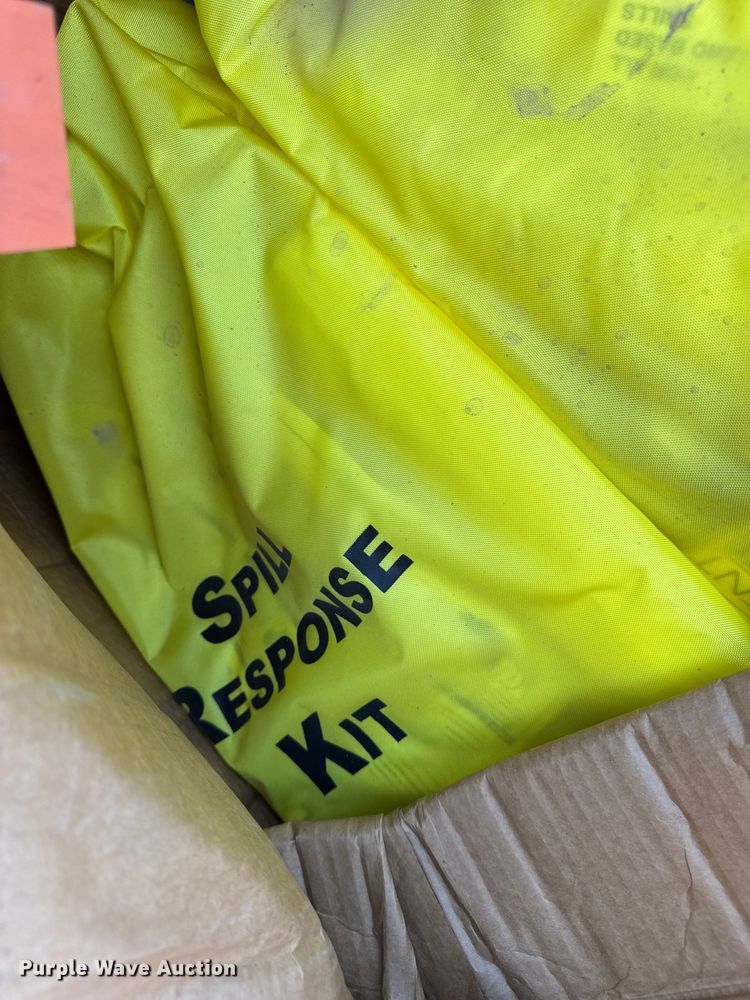 SPILL
RESPONSE
KIT
Purple Wave Auction